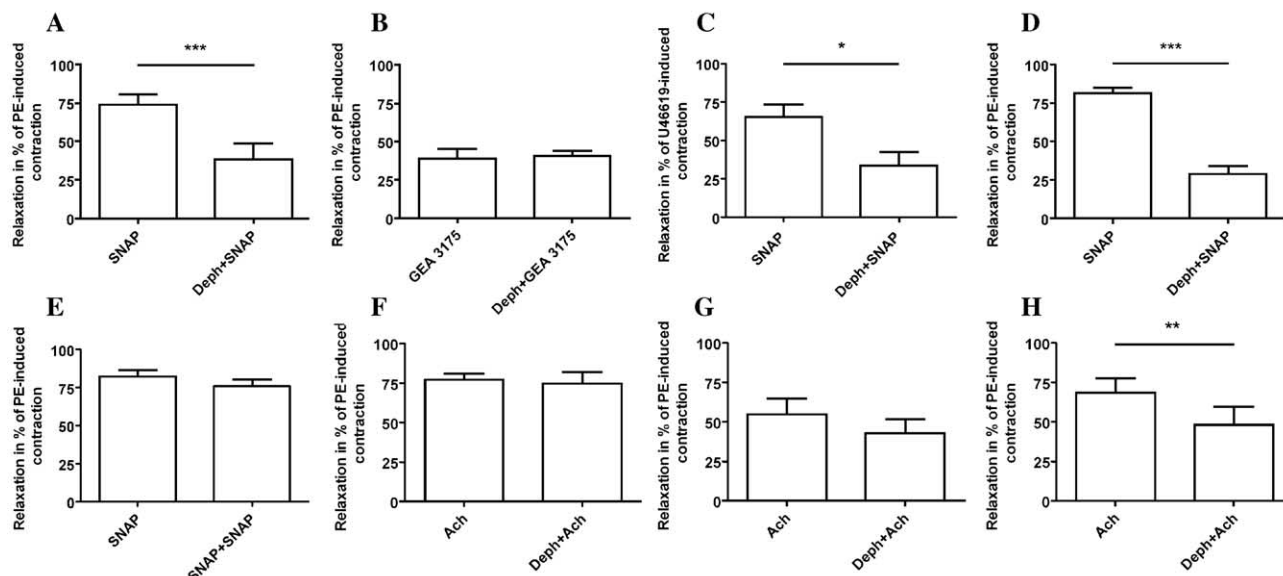 A
Relaxation in % of PE-induced
contraction
100
75
50
25
0
***
SNAP
Deph+SNAP
B
Relaxation in % of PE-induced
contraction
100
75
50
25
0
GEA 3175
Deph+GEA 3175
C
Relaxation in % of U46619-induced
contraction
100
75
50
25
0
*
SNAP
Deph+SNAP
D
Relaxation in % of PE-induced
contraction
100
75
50
25
0
***
SNAP
Deph+SNAP
E
Relaxation in % of PE-induced
contraction
100
75
50
25
0
SNAP
SNAP+SNAP
F
Relaxation in % of PE-induced
contraction
100
75
50
25
0
Ach
Deph+Ach
G
Relaxation in % of PE-induced
contraction
100
75
50
25
0
Ach
Deph+Ach
H
Relaxation in % of PE-induced
contraction
100
75
50
25
0
**
Ach
Deph+Ach